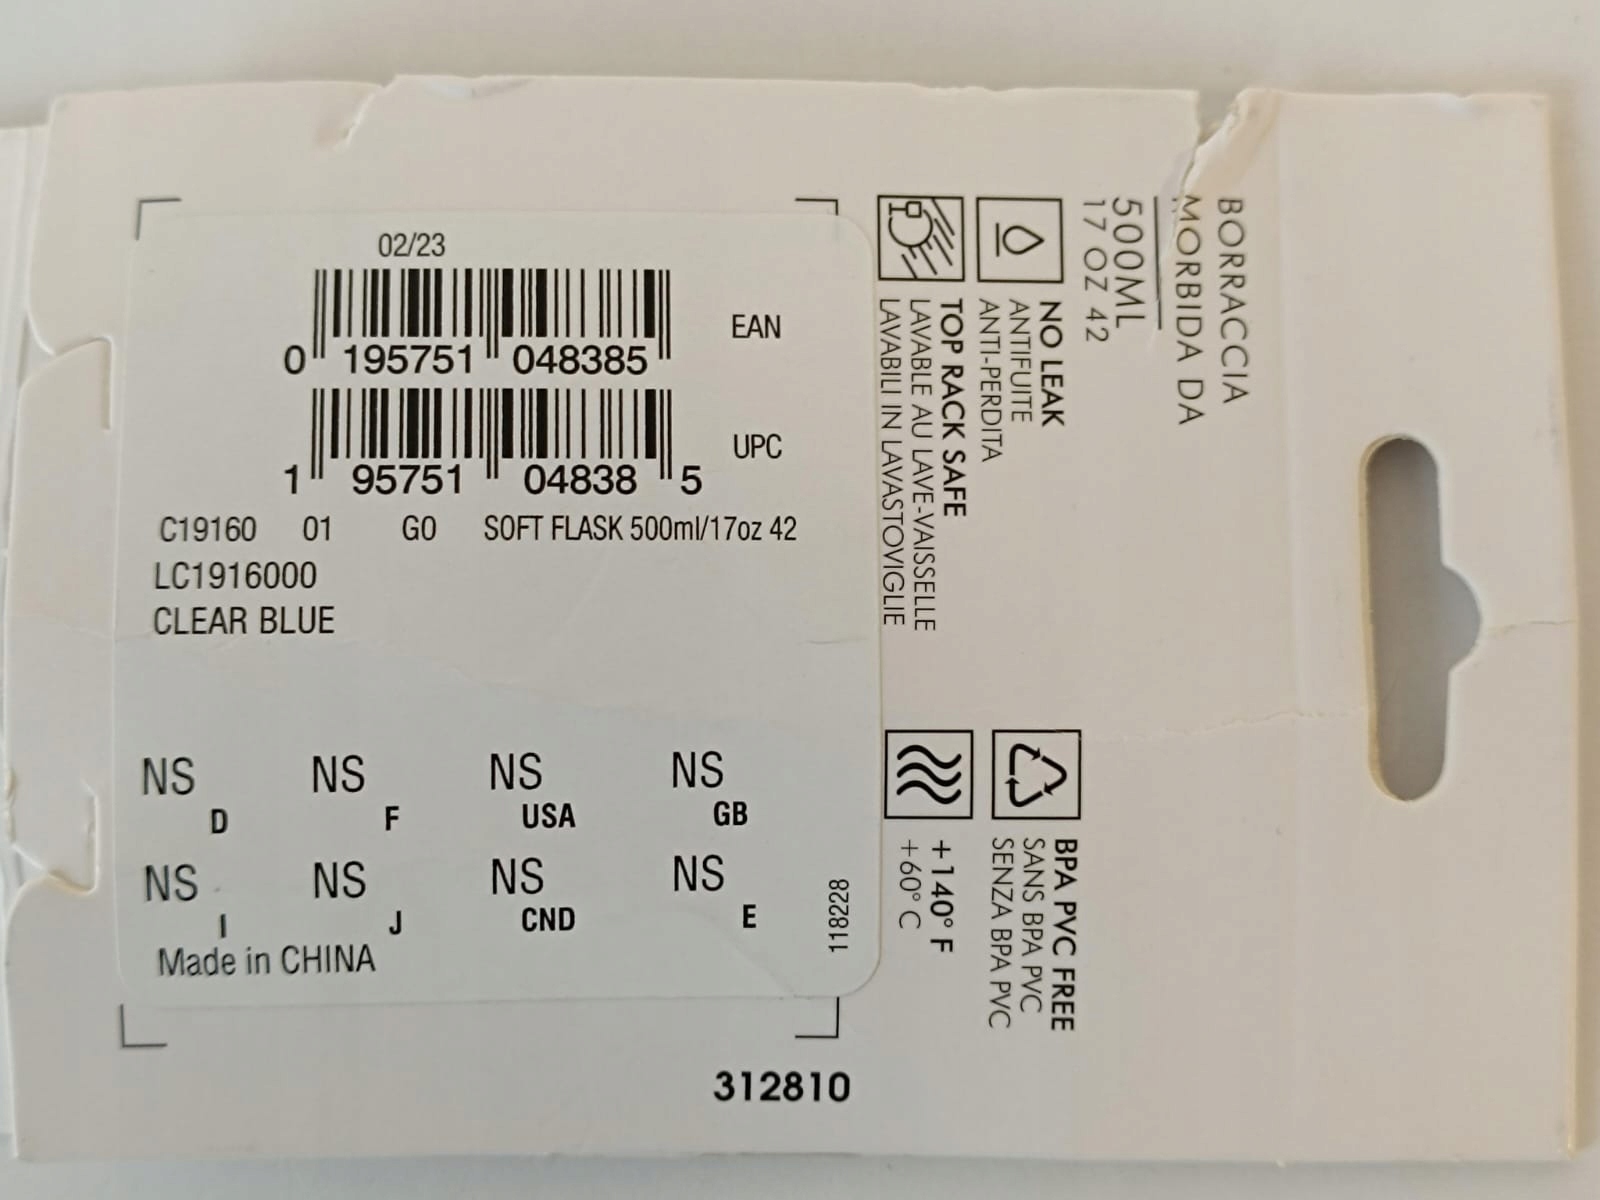 02/23
0 195751 048385
EAN
1 95751 04838 5
UPC
C19160 01 G0 SOFT FLASK 500ml/17oz 42
LC1916000
CLEAR BLUE
NS D
NS F
NS USA
NS GB
NS I
NS J
NS CND
NS E
Made in CHINA
118228
312810
BORRACCIA
MORBIDA DA
500ML
17 OZ 42
NO LEAK
ANTIFUITE
ANTI-PERDITA
TOP RACK SAFE
LAVABLE AU LAVE-VAISSELLE
LAVABILI IN LAVASTOVIGLIE
BPA PVC FREE
SANS BPA PVC
SENZA BPA PVC
+140° F
+60° C